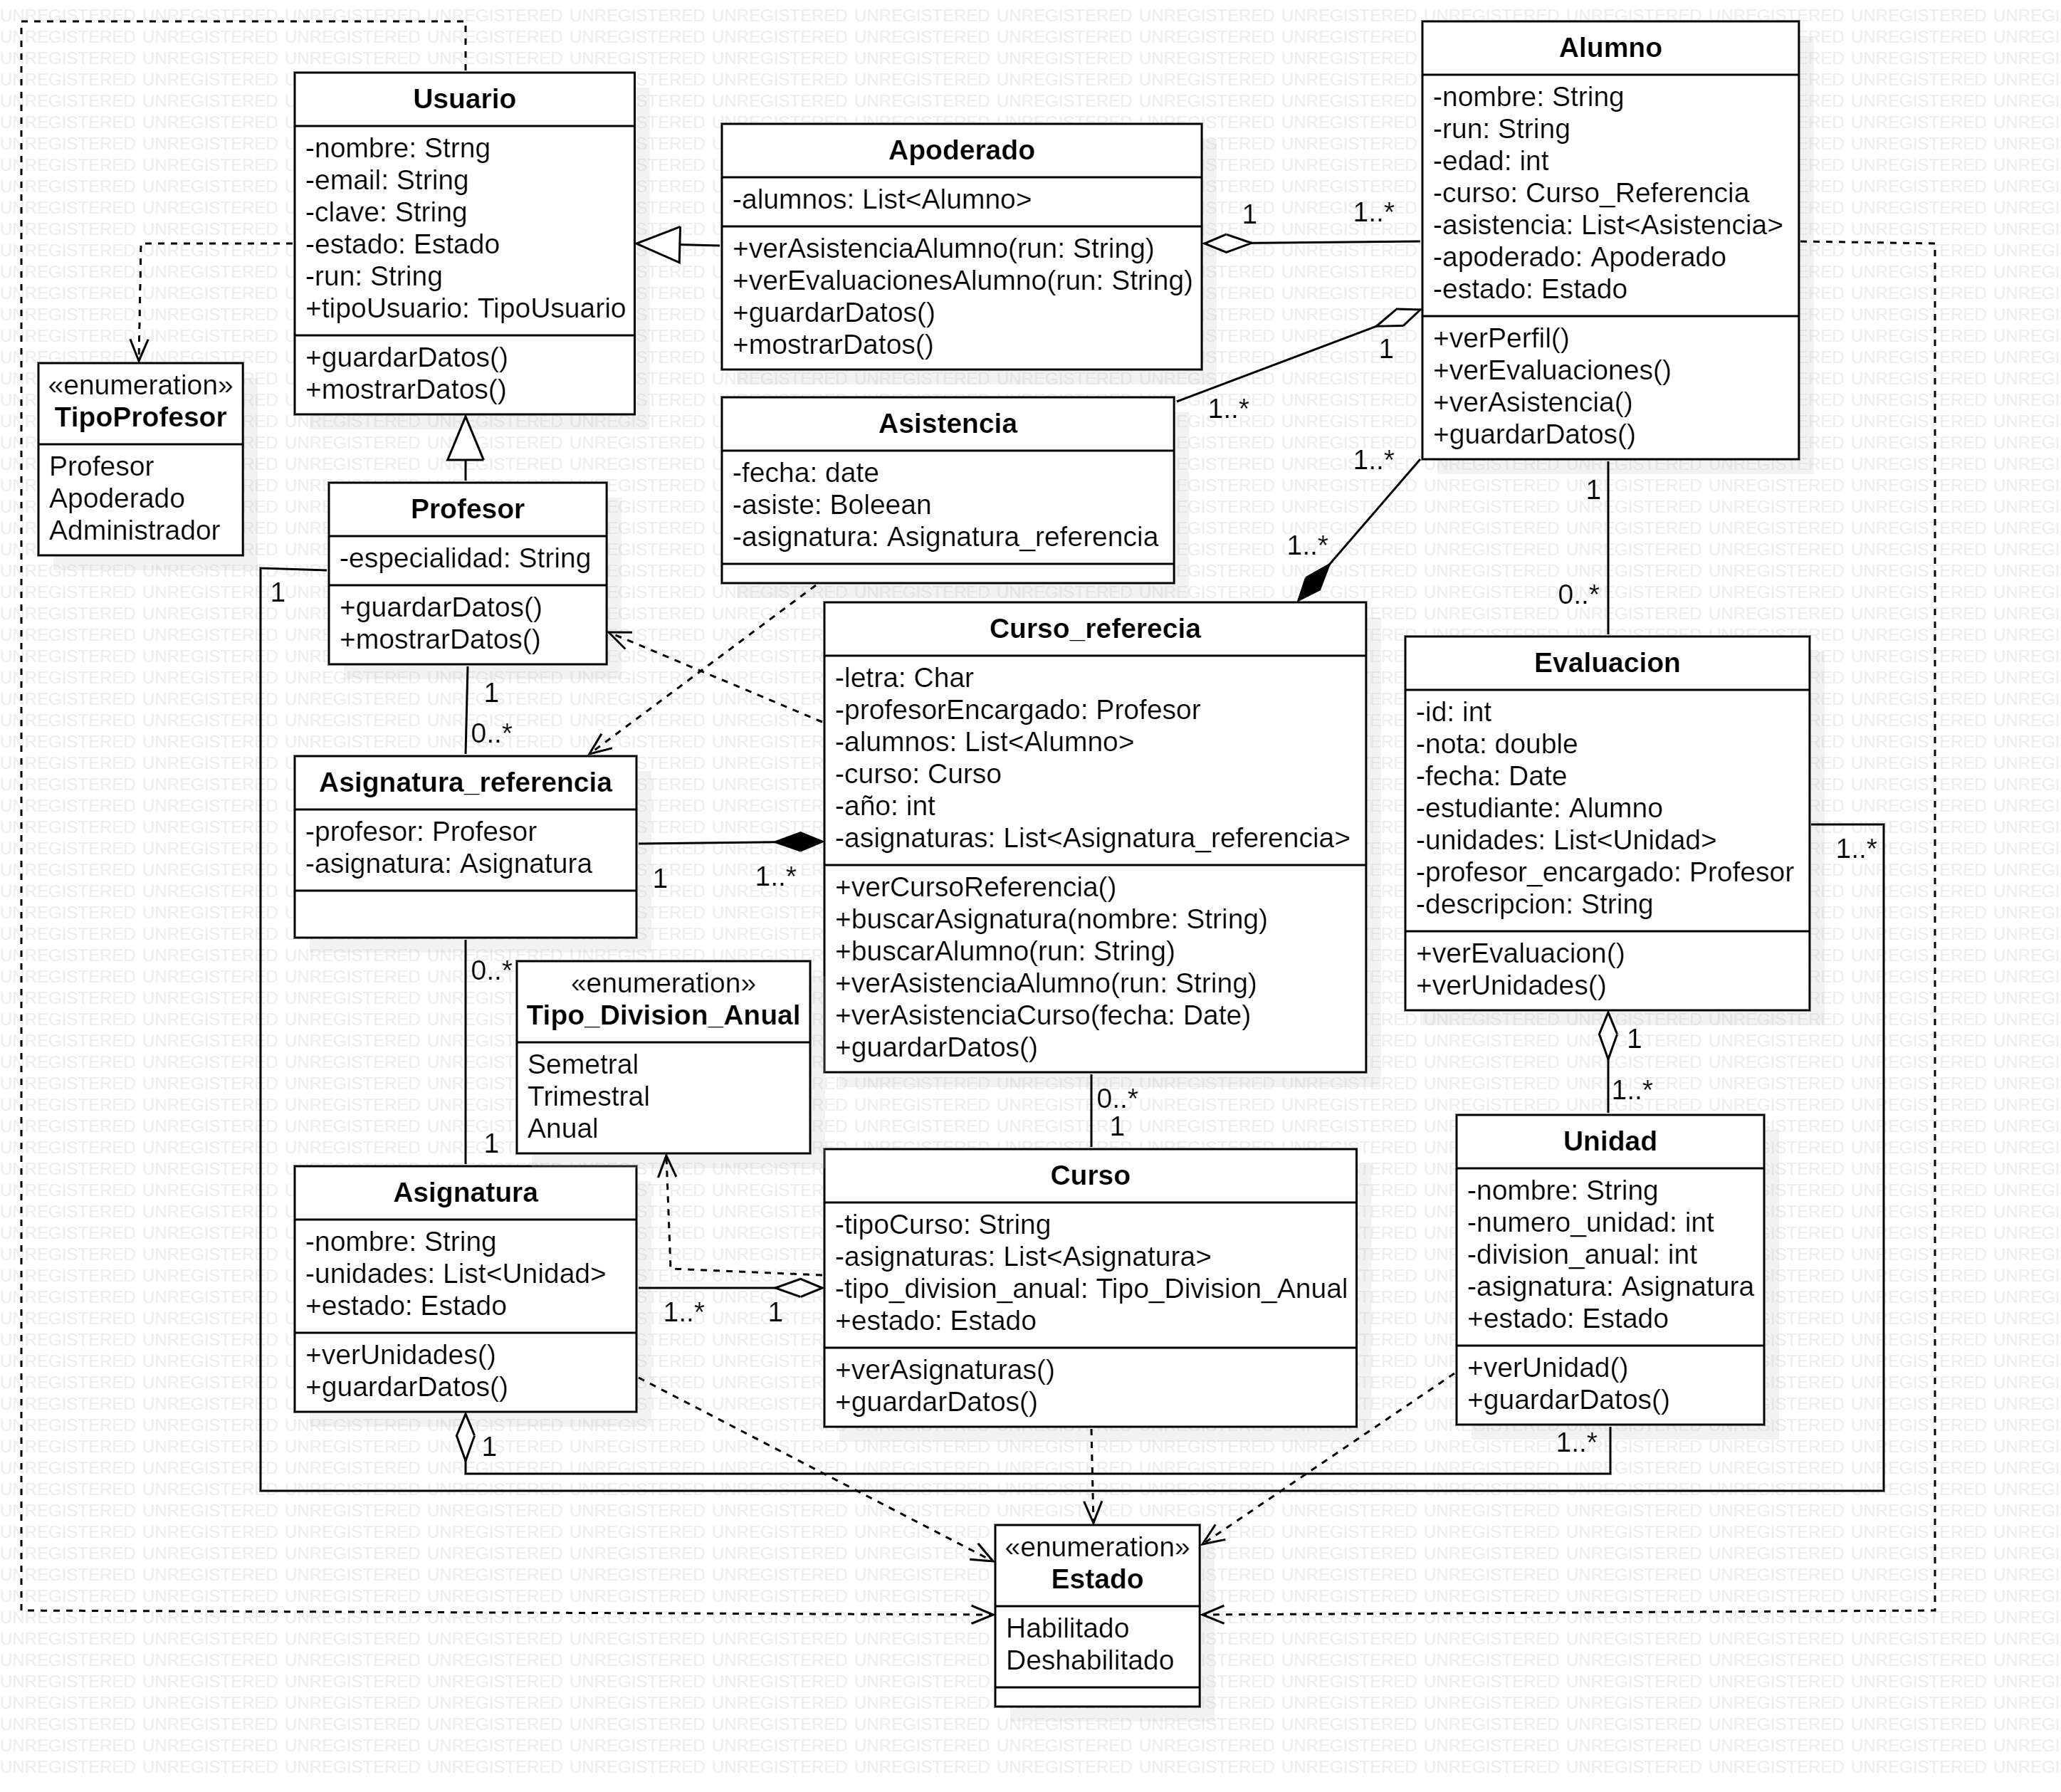 Usuario
-nombre: Strng
-email: String
-clave: String
-estado: Estado
-run: String
+tipoUsuario: TipoUsuario
+guardarDatos()
+mostrarDatos()
Apoderado
-alumnos: List<Alumno>
+verAsistenciaAlumno(run: String)
+verEvaluacionesAlumno(run: String)
+guardarDatos()
+mostrarDatos()
1
1..*
Alumno
-nombre: String
-run: String
-edad: int
-curso: Curso_Referencia
-asistencia: List<Asistencia>
-apoderado: Apoderado
-estado: Estado
+verPerfil()
+verEvaluaciones()
+verAsistencia()
+guardarDatos()
«enumeration»
TipoProfesor
Profesor
Apoderado
Administrador
Asistencia
-fecha: date
-asiste: Boleean
-asignatura: Asignatura_referencia
1
1..*
1..*
1..*
1
0..*
Profesor
-especialidad: String
+guardarDatos()
+mostrarDatos()
1
1
0..*
Curso_referecia
-letra: Char
-profesorEncargado: Profesor
-alumnos: List<Alumno>
-curso: Curso
-año: int
-asignaturas: List<Asignatura_referencia>
+verCursoReferencia()
+buscarAsignatura(nombre: String)
+buscarAlumno(run: String)
+verAsistenciaAlumno(run: String)
+verAsistenciaCurso(fecha: Date)
+guardarDatos()
Evaluacion
-id: int
-nota: double
-fecha: Date
-estudiante: Alumno
-unidades: List<Unidad>
-profesor_encargado: Profesor
-descripcion: String
+verEvaluacion()
+verUnidades()
1..*
Asignatura_referencia
-profesor: Profesor
-asignatura: Asignatura
1
1..*
0..*
1
«enumeration»
Tipo_Division_Anual
Semetral
Trimestral
Anual
0..*
1
1
1..*
Asignatura
-nombre: String
-unidades: List<Unidad>
+estado: Estado
+verUnidades()
+guardarDatos()
1..*
1
1
Curso
-tipoCurso: String
-asignaturas: List<Asignatura>
-tipo_division_anual: Tipo_Division_Anual
+estado: Estado
+verAsignaturas()
+guardarDatos()
Unidad
-nombre: String
-numero_unidad: int
-division_anual: int
-asignatura: Asignatura
+estado: Estado
+verUnidad()
+guardarDatos()
1..*
«enumeration»
Estado
Habilitado
Deshabilitado